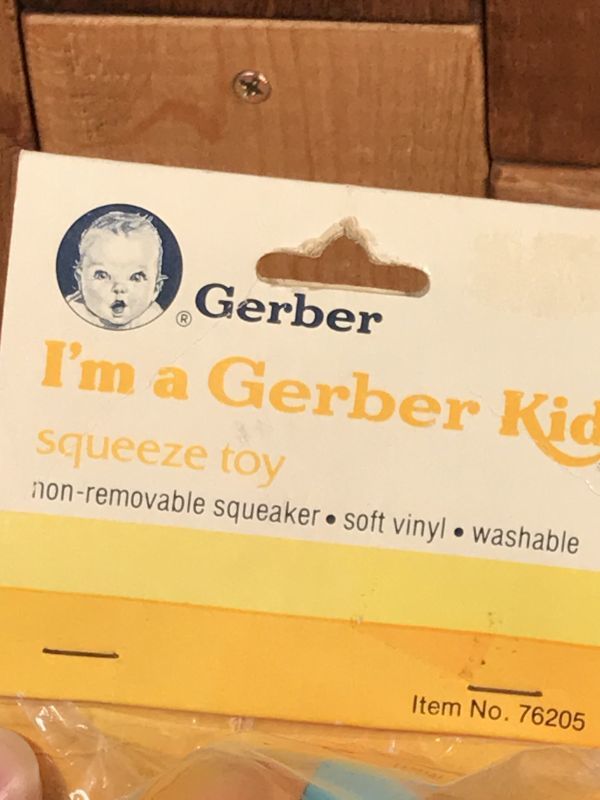 ® Gerber
I'm a Gerber Kid
squeeze toy
non-removable squeaker • soft vinyl • washable
Item No. 76205